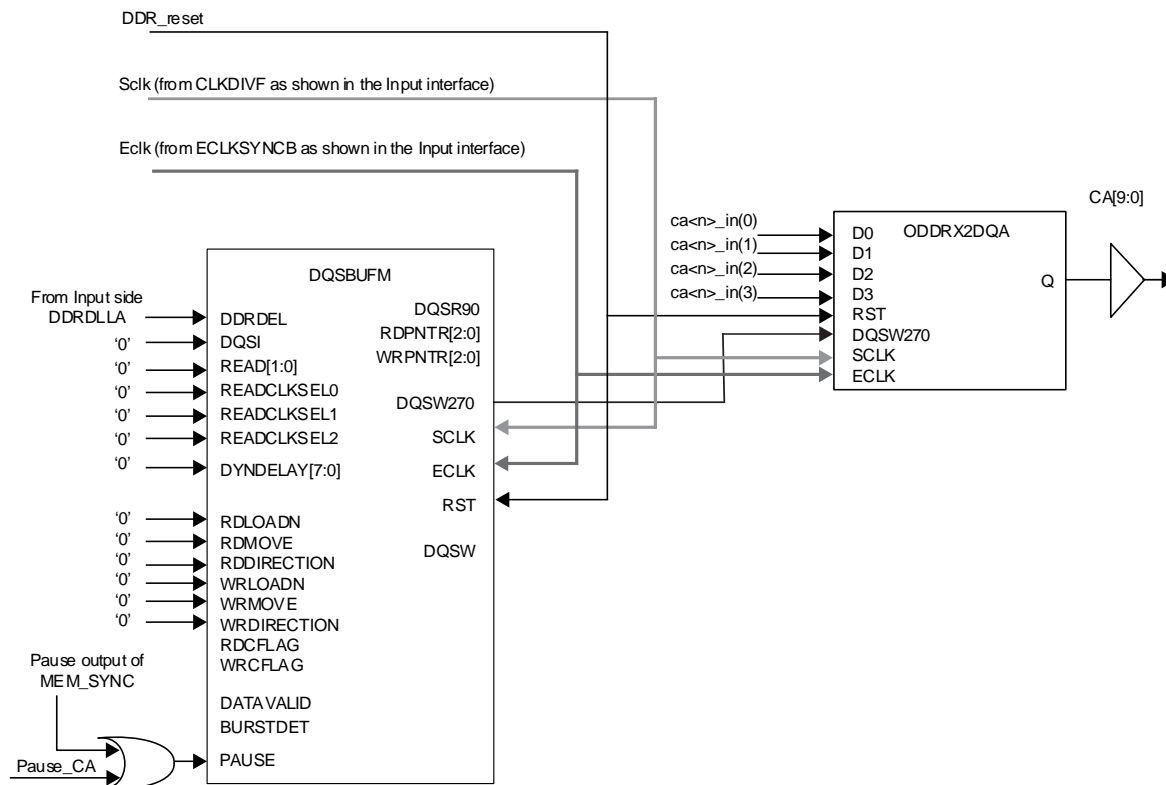 DDR_reset
Sclk (from CLKDIVF as shown in the Input interface)
Eclk (from ECLKSYNCB as shown in the Input interface)
CA[9:0]
ca<n>_in(0)
ca<n>_in(1)
ca<n>_in(2)
ca<n>_in(3)
ODDRX2DQA
D0
D1
D2
D3
RST
DQSW270
SCLK
ECLK
Q
DQSBUFM
From Input side
DDRDLLA
'0'
'0'
'0'
'0'
'0'
'0'
DDRDEL
DQSI
READ[1:0]
READCLKSEL0
READCLKSEL1
READCLKSEL2
DYNDELAY[7:0]
DQSR90
RDPNTR[2:0]
WRPNTR[2:0]
DQSW270
SCLK
ECLK
RST
DQSW
'0'
'0'
'0'
'0'
'0'
'0'
RDLOADN
RDMOVE
RDDIRECTION
WRLOADN
WRMOVE
WRDIRECTION
RDCFLAG
WRCFLAG
DATAVALID
BURSTDET
PAUSE
Pause output of
MEM_SYNC
Pause_CA